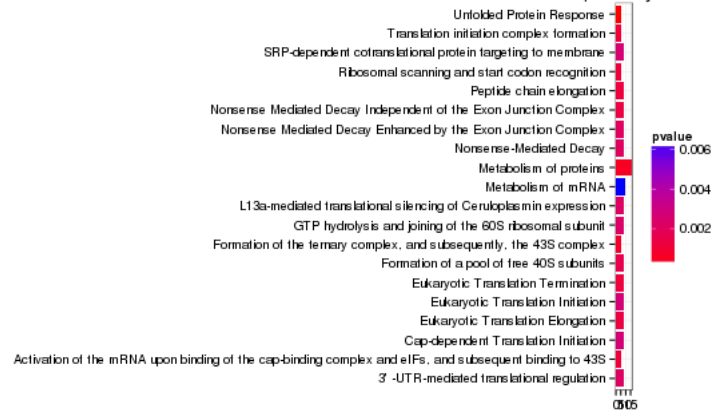 Unfolded Protein Response
Translation initiation complex formation
SRP-dependent cotranslational protein targeting to membrane
Ribosomal scanning and start codon recognition
Peptide chain elongation
Nonsense Mediated Decay Independent of the Exon Junction Complex
Nonsense Mediated Decay Enhanced by the Exon Junction Complex
Nonsense-Mediated Decay
Metabolism of proteins
Metabolism of mRNA
L13a-mediated translational silencing of Ceruloplasmin expression
GTP hydrolysis and joining of the 60S ribosomal subunit
Formation of the ternary complex, and subsequently, the 43S complex
Formation of a pool of free 40S subunits
Eukaryotic Translation Termination
Eukaryotic Translation Initiation
Eukaryotic Translation Elongation
Cap-dependent Translation Initiation
Activation of the mRNA upon binding of the cap-binding complex and eIFs, and subsequent binding to 43S
3' -UTR-mediated translational regulation
pvalue
0.006
0.004
0.002